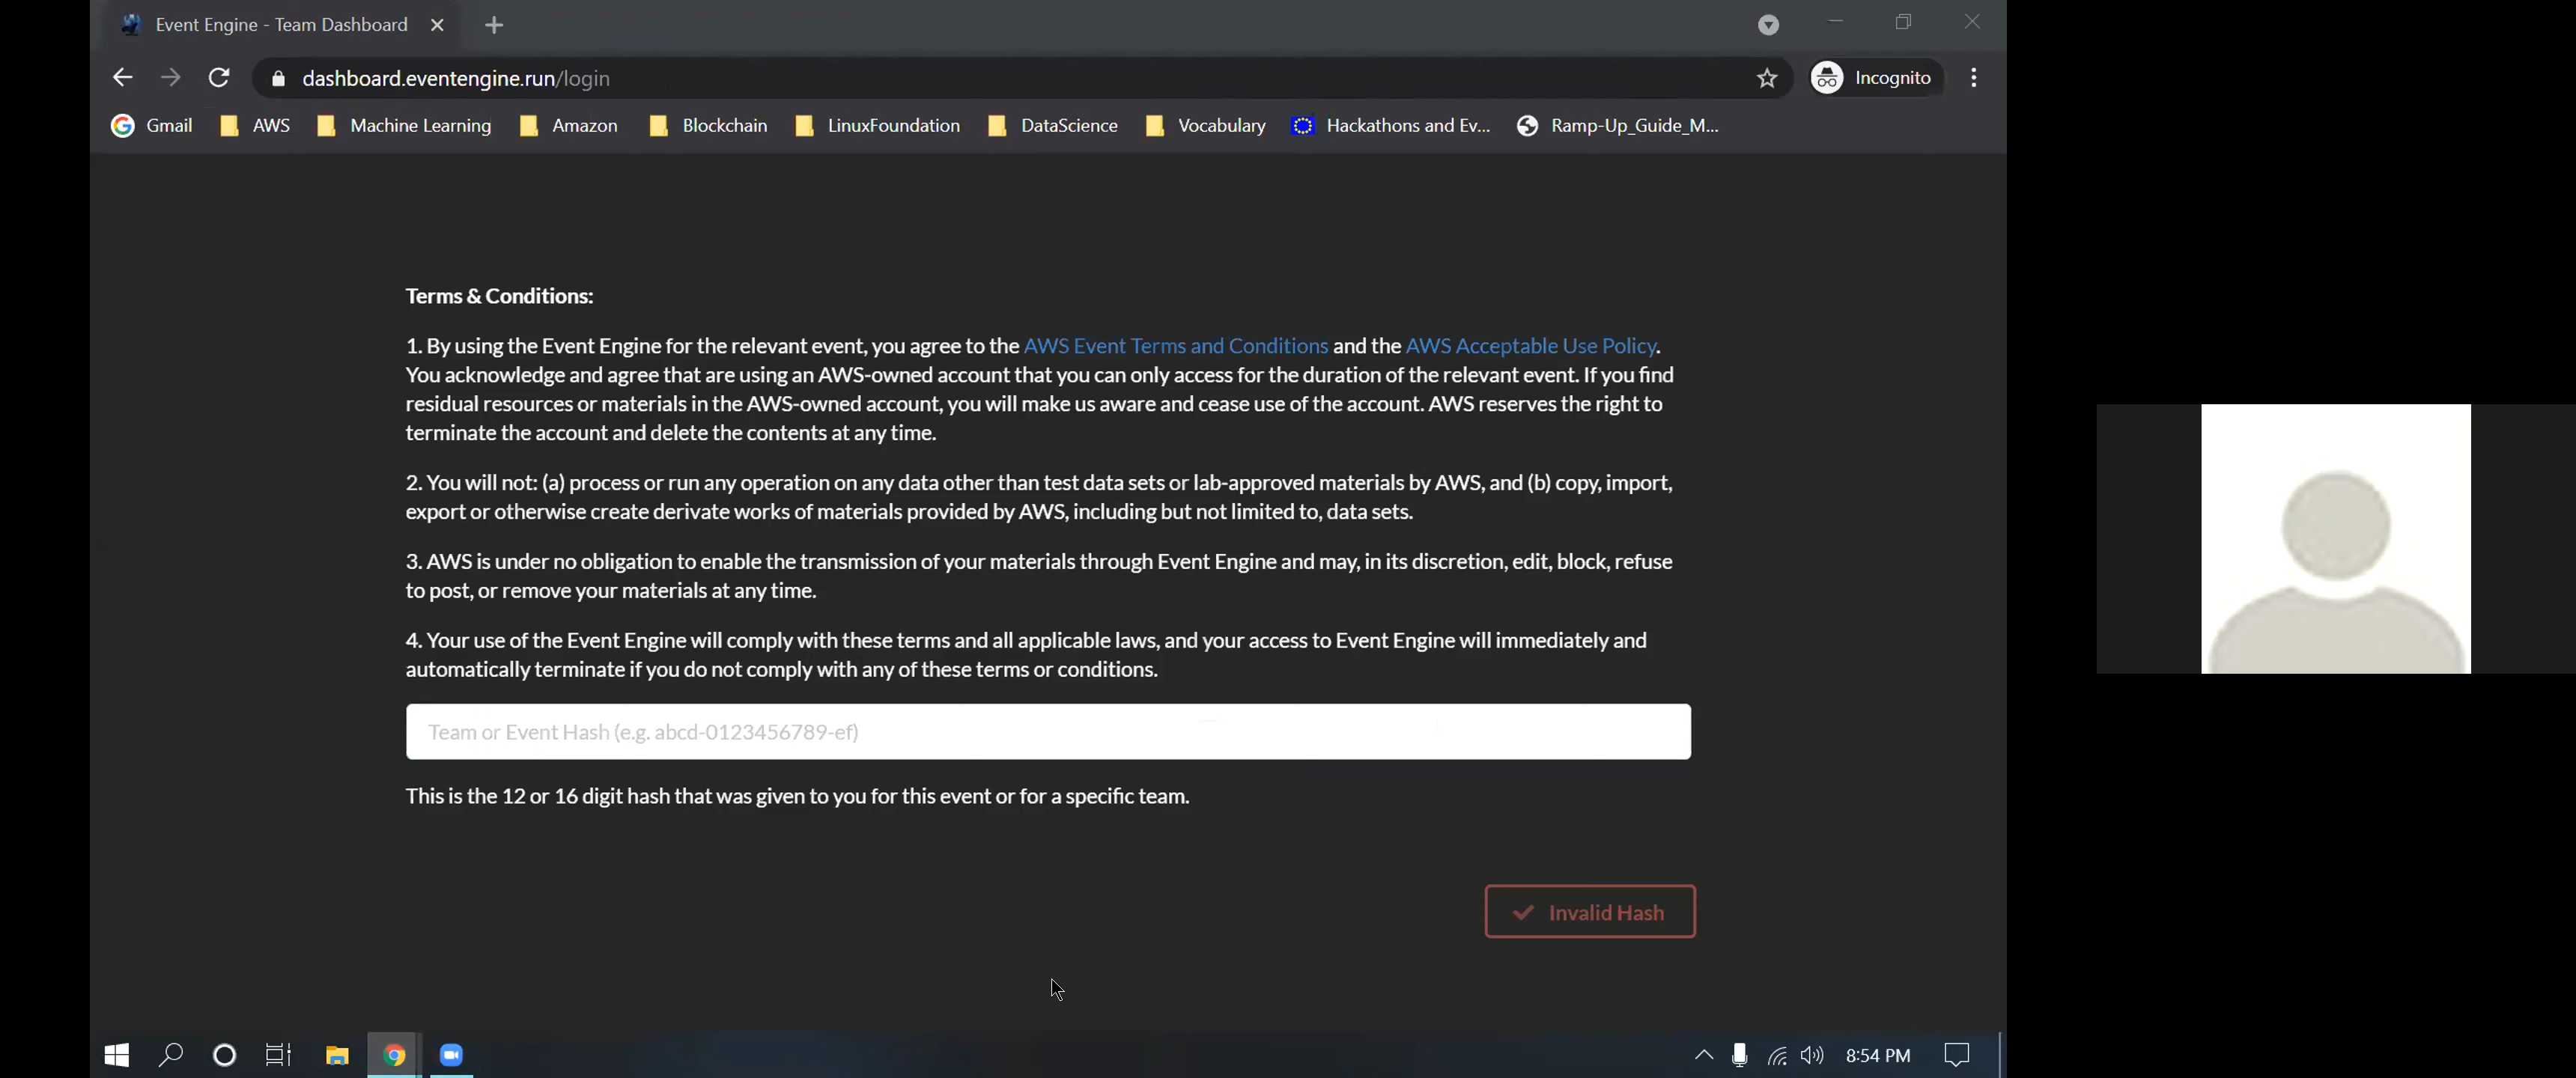 Event Engine - Team Dashboard
dashboard.eventengine.run/login
Incognito
Gmail AWS Machine Learning Amazon Blockchain LinuxFoundation DataScience Vocabulary Hackathons and Ev... Ramp-Up_Guide_M...
Terms & Conditions:
1. By using the Event Engine for the relevant event, you agree to the AWS Event Terms and Conditions and the AWS Acceptable Use Policy.
You acknowledge and agree that are using an AWS-owned account that you can only access for the duration of the relevant event. If you find
residual resources or materials in the AWS-owned account, you will make us aware and cease use of the account. AWS reserves the right to
terminate the account and delete the contents at any time.
2. You will not: (a) process or run any operation on any data other than test data sets or lab-approved materials by AWS, and (b) copy, import,
export or otherwise create derivate works of materials provided by AWS, including but not limited to, data sets.
3. AWS is under no obligation to enable the transmission of your materials through Event Engine and may, in its discretion, edit, block, refuse
to post, or remove your materials at any time.
4. Your use of the Event Engine will comply with these terms and all applicable laws, and your access to Event Engine will immediately and
automatically terminate if you do not comply with any of these terms or conditions.
Team or Event Hash (e.g. abcd-0123456789-ef)
This is the 12 or 16 digit hash that was given to you for this event or for a specific team.
Invalid Hash
8:54 PM